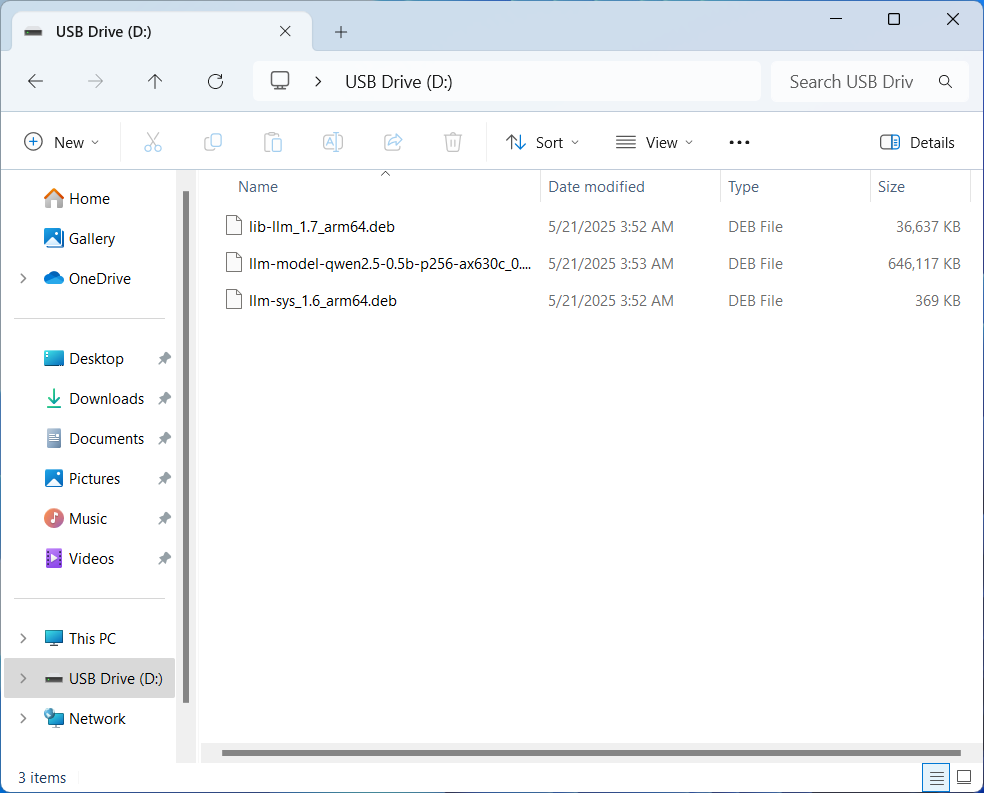 USB Drive (D:)
USB Drive (D:)
Search USB Driv
New
Sort
View
Details
Home
Gallery
OneDrive
Desktop
Downloads
Documents
Pictures
Music
Videos
This PC
USB Drive (D:)
Network
Name Date modified Type Size
lib-llm_1.7_arm64.deb 5/21/2025 3:52 AM DEB File 36,637 KB
llm-model-qwen2.5-0.5b-p256-ax630c_0.... 5/21/2025 3:53 AM DEB File 646,117 KB
llm-sys_1.6_arm64.deb 5/21/2025 3:52 AM DEB File 369 KB
3 items